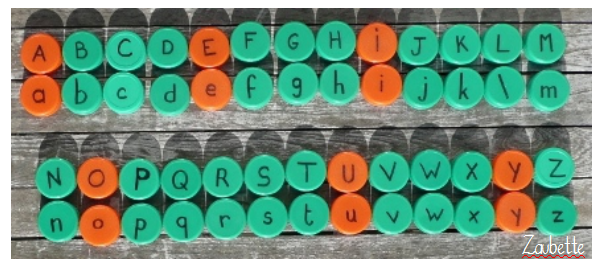 A B C D E F G H i J K L M
a b c d e f g h i j k l m
N O P Q R S T U V W X Y Z
n o p q r s t u v w x y z
Zabette